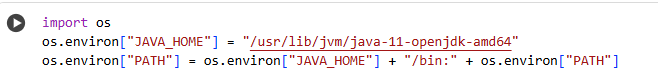 import os
os.environ["JAVA_HOME"] = "/usr/lib/jvm/java-11-openjdk-amd64"
os.environ["PATH"] = os.environ["JAVA_HOME"] + "/bin:" + os.environ["PATH"]